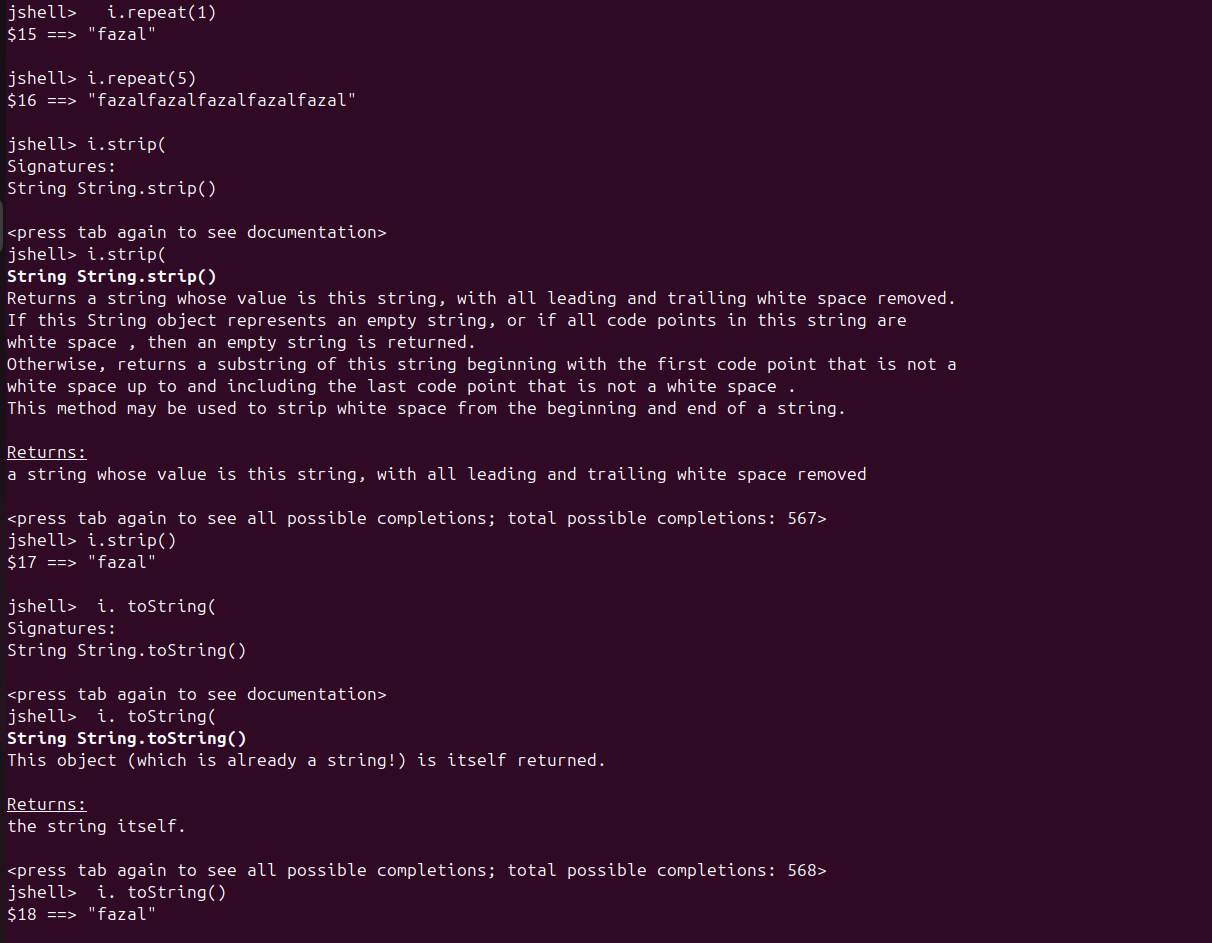 jshell>   i.repeat(1)
$15 ==> "fazal"
jshell> i.repeat(5)
$16 ==> "fazalfazalfazalfazalfazal"
jshell> i.strip(
Signatures:
String String.strip()
<press tab again to see documentation>
jshell> i.strip(
String String.strip()
Returns a string whose value is this string, with all leading and trailing white space removed.
If this String object represents an empty string, or if all code points in this string are
white space , then an empty string is returned.
Otherwise, returns a substring of this string beginning with the first code point that is not a
white space up to and including the last code point that is not a white space .
This method may be used to strip white space from the beginning and end of a string.
Returns:
a string whose value is this string, with all leading and trailing white space removed
<press tab again to see all possible completions; total possible completions: 567>
jshell> i.strip()
$17 ==> "fazal"
jshell>  i. toString(
Signatures:
String String.toString()
<press tab again to see documentation>
jshell>  i. toString(
String String.toString()
This object (which is already a string!) is itself returned.
Returns:
the string itself.
<press tab again to see all possible completions; total possible completions: 568>
jshell>  i. toString()
$18 ==> "fazal"